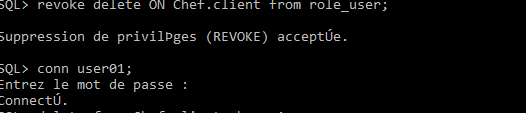 SQL> revoke delete ON Chef.client from role_user;
Suppression de privilÞges (REVOKE) acceptÚe.
SQL> conn user01;
Entrez le mot de passe :
ConnectÚ.